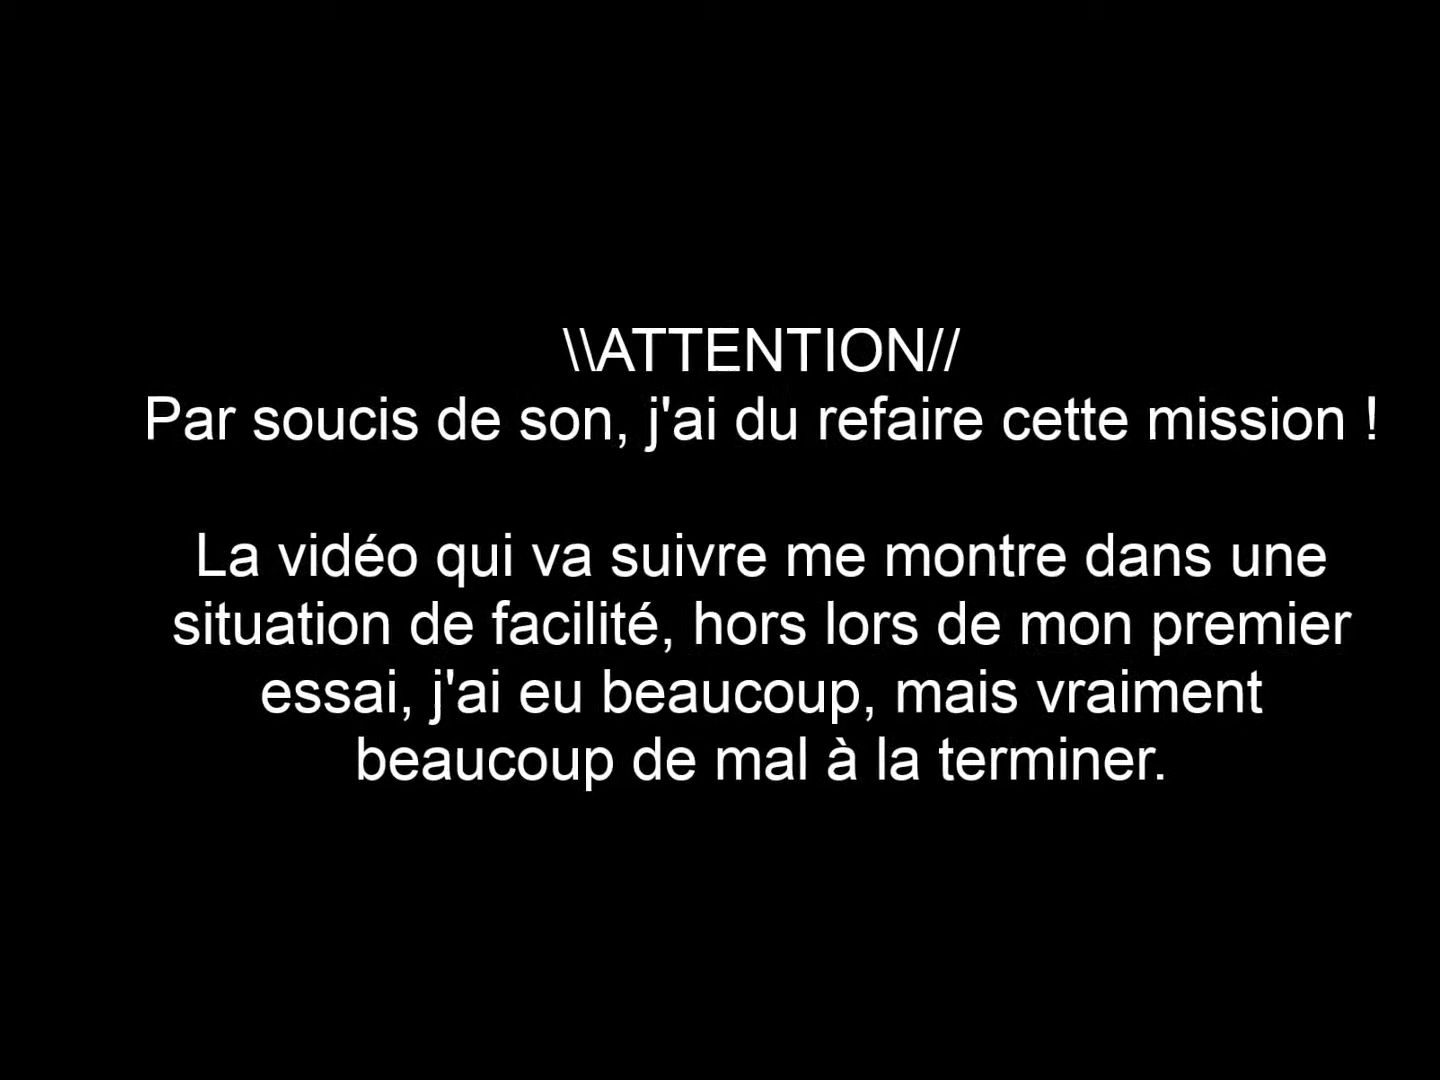 \\ATTENTION//
Par soucis de son, j'ai du refaire cette mission !
La vidéo qui va suivre me montre dans une
situation de facilité, hors lors de mon premier
essai, j'ai eu beaucoup, mais vraiment
beaucoup de mal à la terminer.